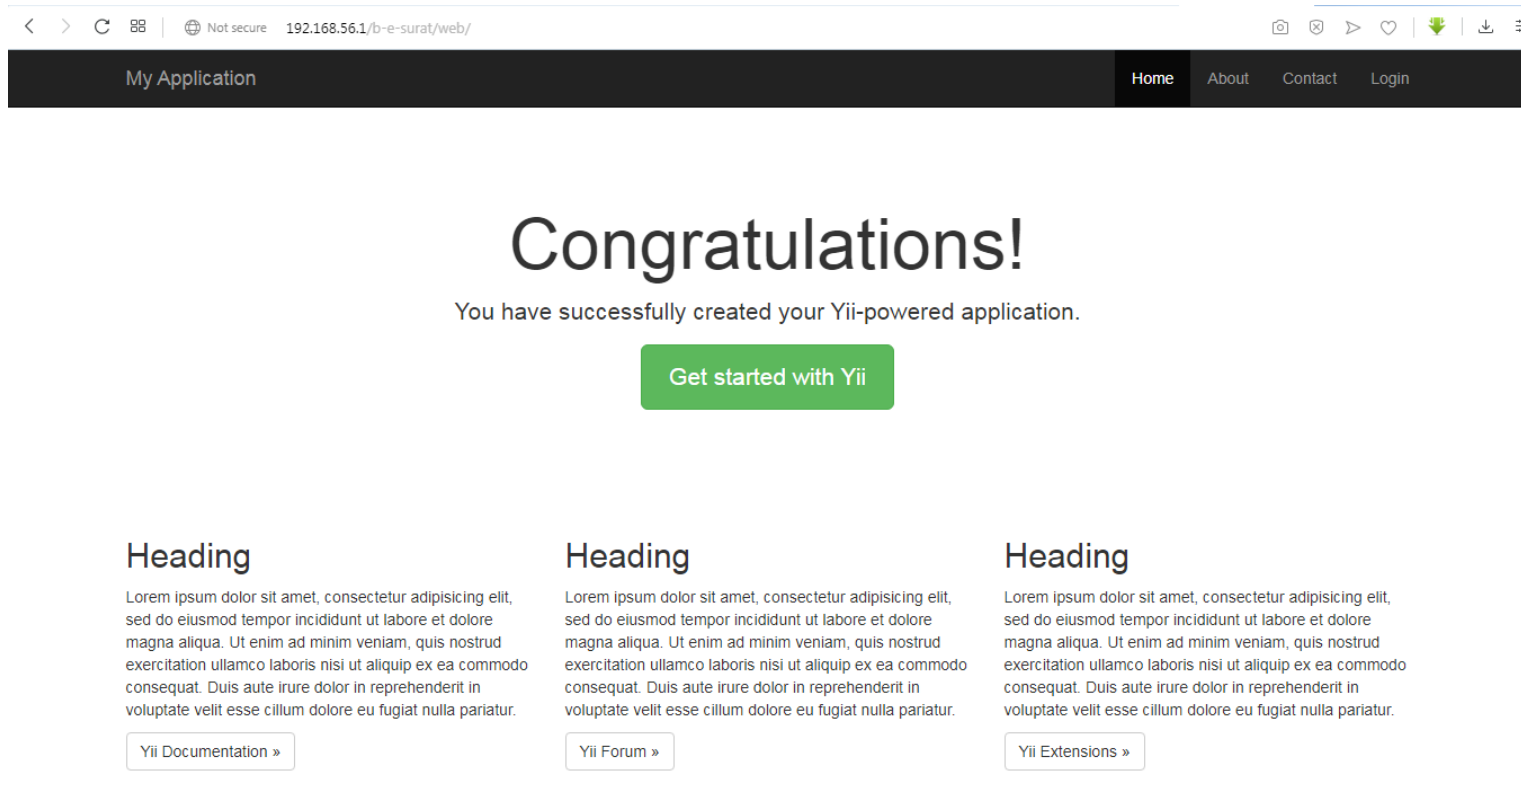 Not secure 192.168.56.1/b-e-surat/web/
My Application Home About Contact Login
Congratulations!
You have successfully created your Yii-powered application.
Get started with Yii
Heading
Lorem ipsum dolor sit amet, consectetur adipisicing elit,
sed do eiusmod tempor incididunt ut labore et dolore
magna aliqua. Ut enim ad minim veniam, quis nostrud
exercitation ullamco laboris nisi ut aliquip ex ea commodo
consequat. Duis aute irure dolor in reprehenderit in
voluptate velit esse cillum dolore eu fugiat nulla pariatur.
Yii Documentation »
Heading
Lorem ipsum dolor sit amet, consectetur adipisicing elit,
sed do eiusmod tempor incididunt ut labore et dolore
magna aliqua. Ut enim ad minim veniam, quis nostrud
exercitation ullamco laboris nisi ut aliquip ex ea commodo
consequat. Duis aute irure dolor in reprehenderit in
voluptate velit esse cillum dolore eu fugiat nulla pariatur.
Yii Forum »
Heading
Lorem ipsum dolor sit amet, consectetur adipisicing elit,
sed do eiusmod tempor incididunt ut labore et dolore
magna aliqua. Ut enim ad minim veniam, quis nostrud
exercitation ullamco laboris nisi ut aliquip ex ea commodo
consequat. Duis aute irure dolor in reprehenderit in
voluptate velit esse cillum dolore eu fugiat nulla pariatur.
Yii Extensions »